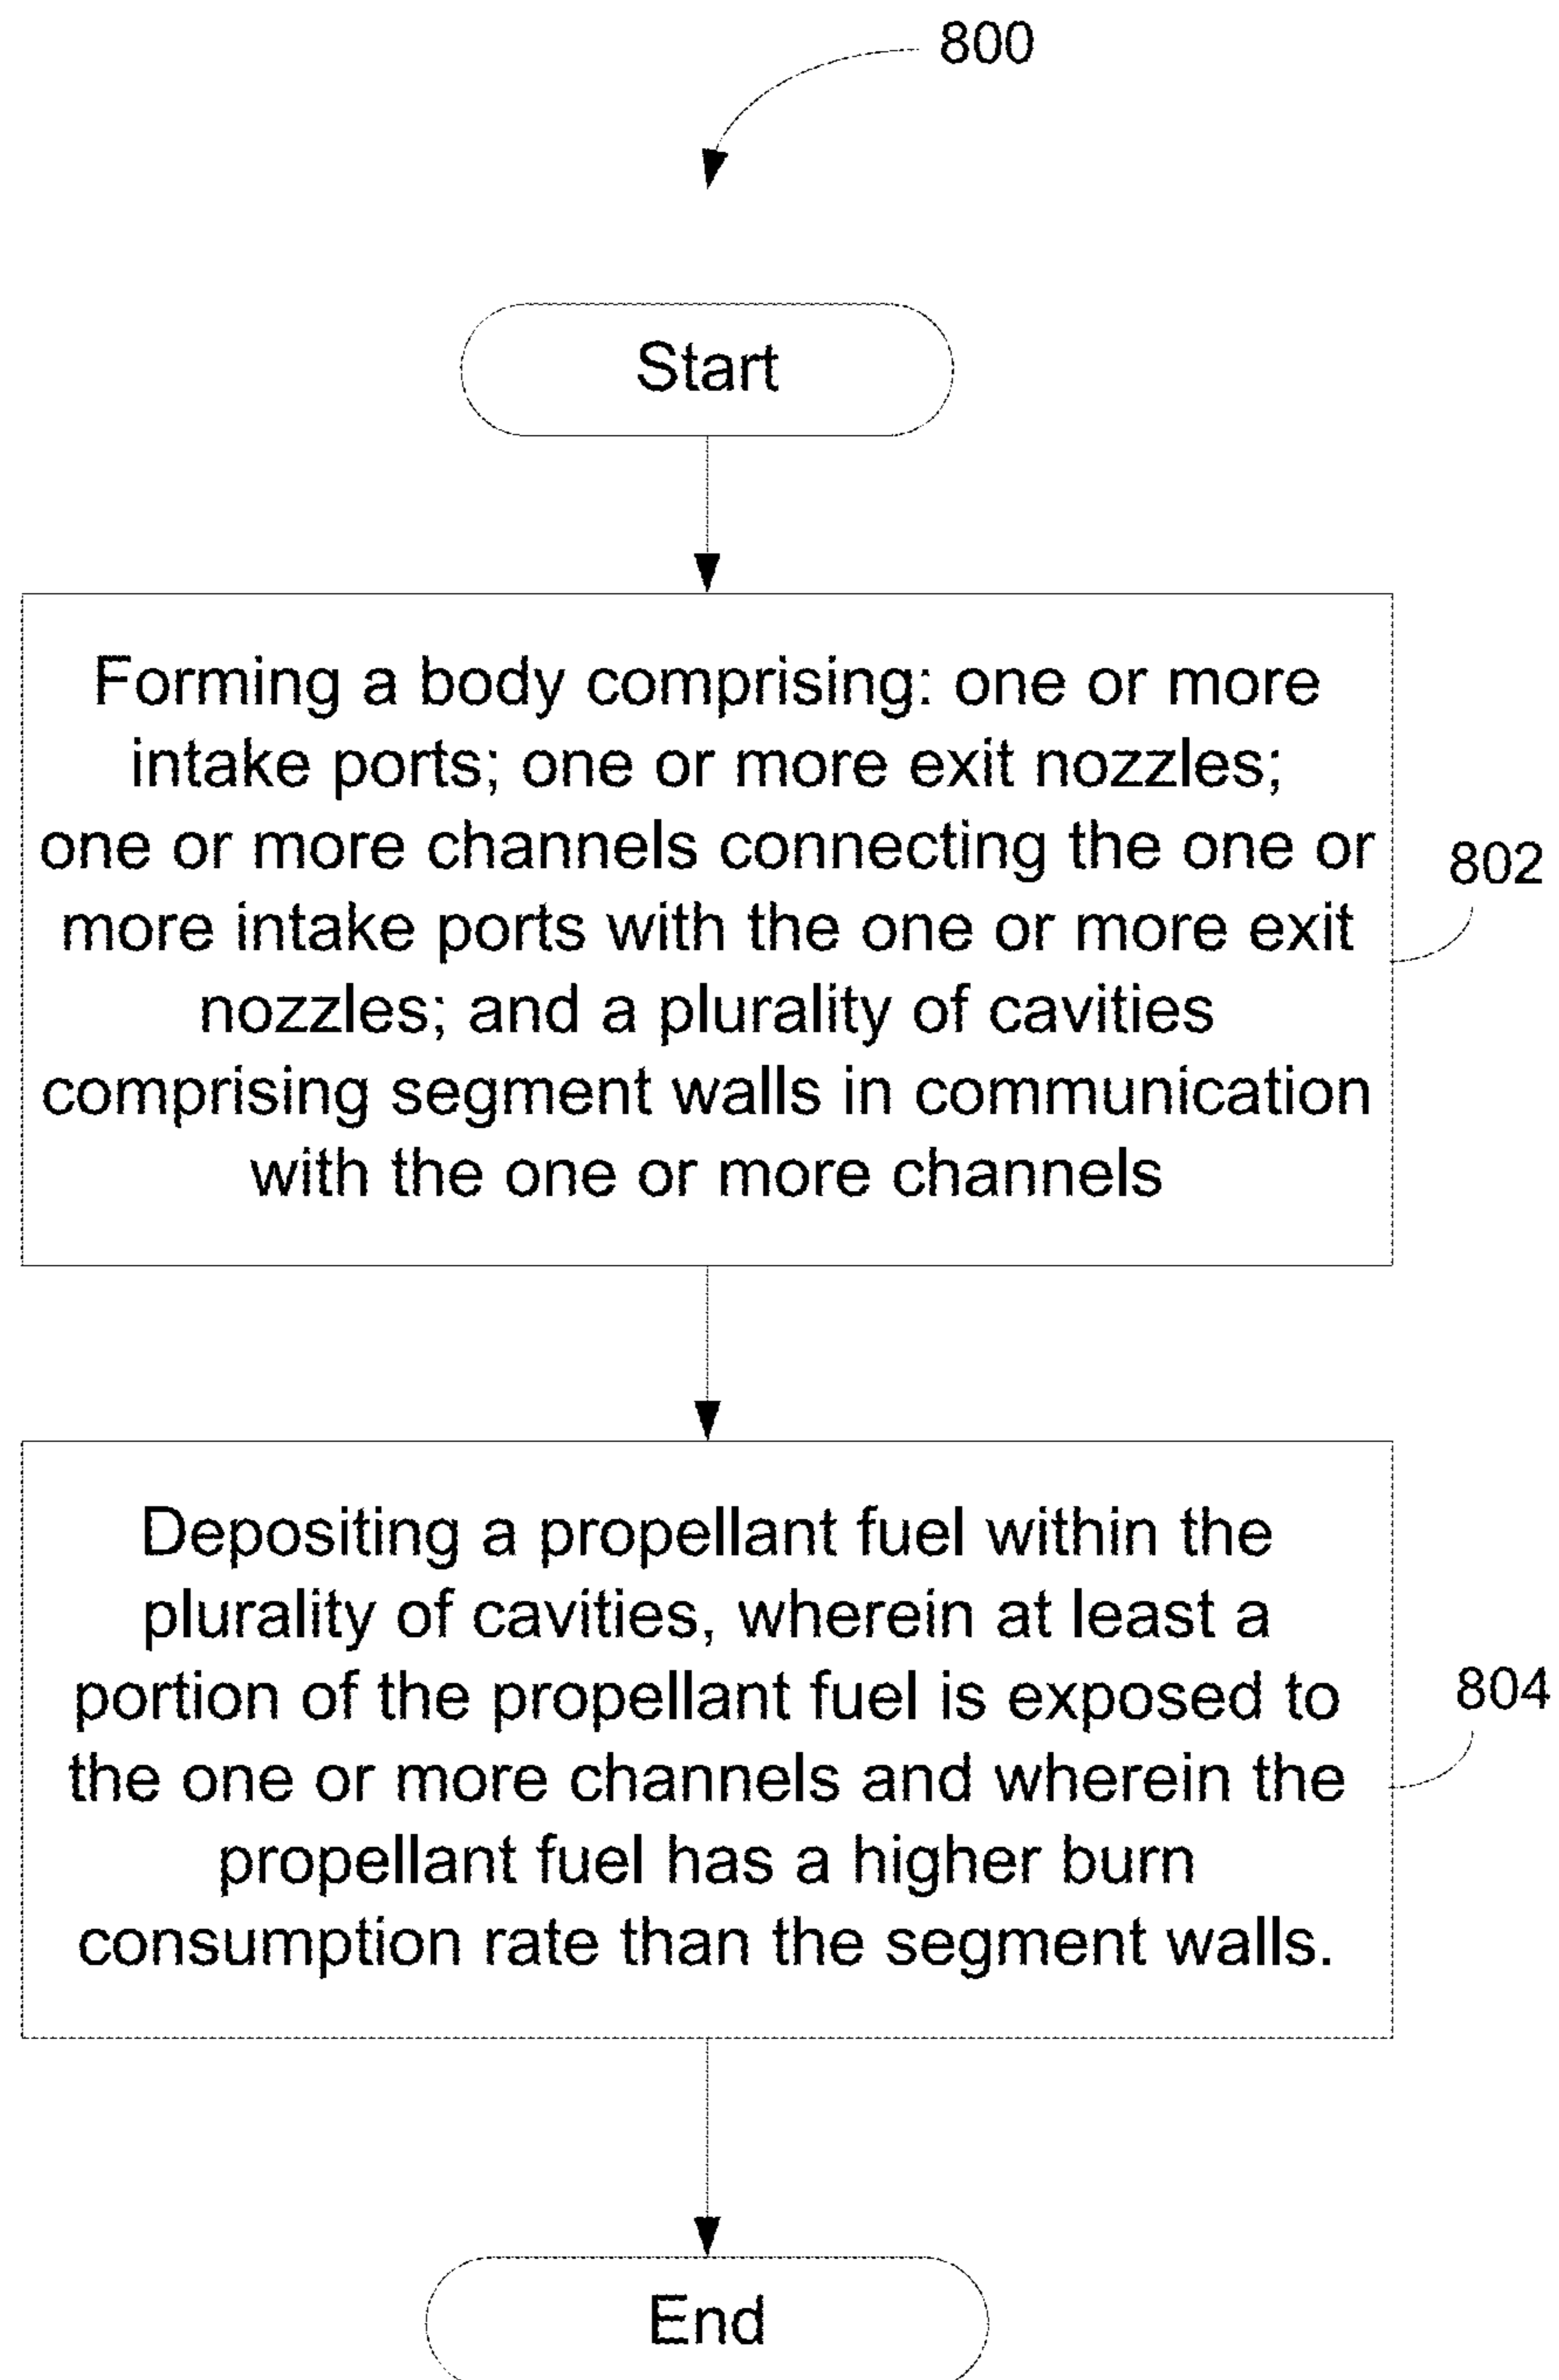 800
Start
Forming a body comprising: one or more
intake ports; one or more exit nozzles;
one or more channels connecting the one or
more intake ports with the one or more exit
nozzles; and a plurality of cavities
comprising segment walls in communication
with the one or more channels
802
Depositing a propellant fuel within the
plurality of cavities, wherein at least a
portion of the propellant fuel is exposed to
the one or more channels and wherein the
propellant fuel has a higher burn
consumption rate than the segment walls.
804
End